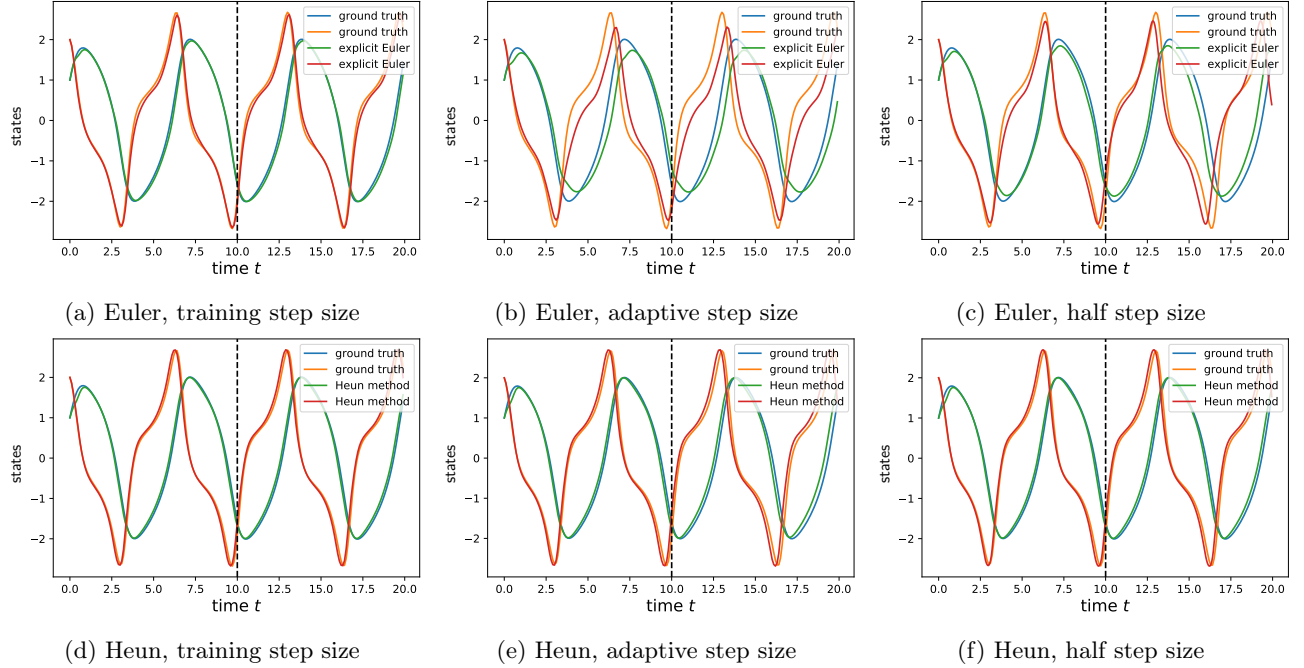 ground truth
ground truth
explicit Euler
explicit Euler
states
2
1
0
−1
−2
0.0 2.5 5.0 7.5 10.0 12.5 15.0 17.5 20.0
time t
(a) Euler, training step size
ground truth
ground truth
explicit Euler
explicit Euler
states
2
1
0
−1
−2
0.0 2.5 5.0 7.5 10.0 12.5 15.0 17.5 20.0
time t
(b) Euler, adaptive step size
ground truth
ground truth
explicit Euler
explicit Euler
states
2
1
0
−1
−2
0.0 2.5 5.0 7.5 10.0 12.5 15.0 17.5 20.0
time t
(c) Euler, half step size
ground truth
ground truth
Heun method
Heun method
states
2
1
0
−1
−2
0.0 2.5 5.0 7.5 10.0 12.5 15.0 17.5 20.0
time t
(d) Heun, training step size
ground truth
ground truth
Heun method
Heun method
states
2
1
0
−1
−2
0.0 2.5 5.0 7.5 10.0 12.5 15.0 17.5 20.0
time t
(e) Heun, adaptive step size
ground truth
ground truth
Heun method
Heun method
states
2
1
0
−1
−2
0.0 2.5 5.0 7.5 10.0 12.5 15.0 17.5 20.0
time t
(f) Heun, half step size